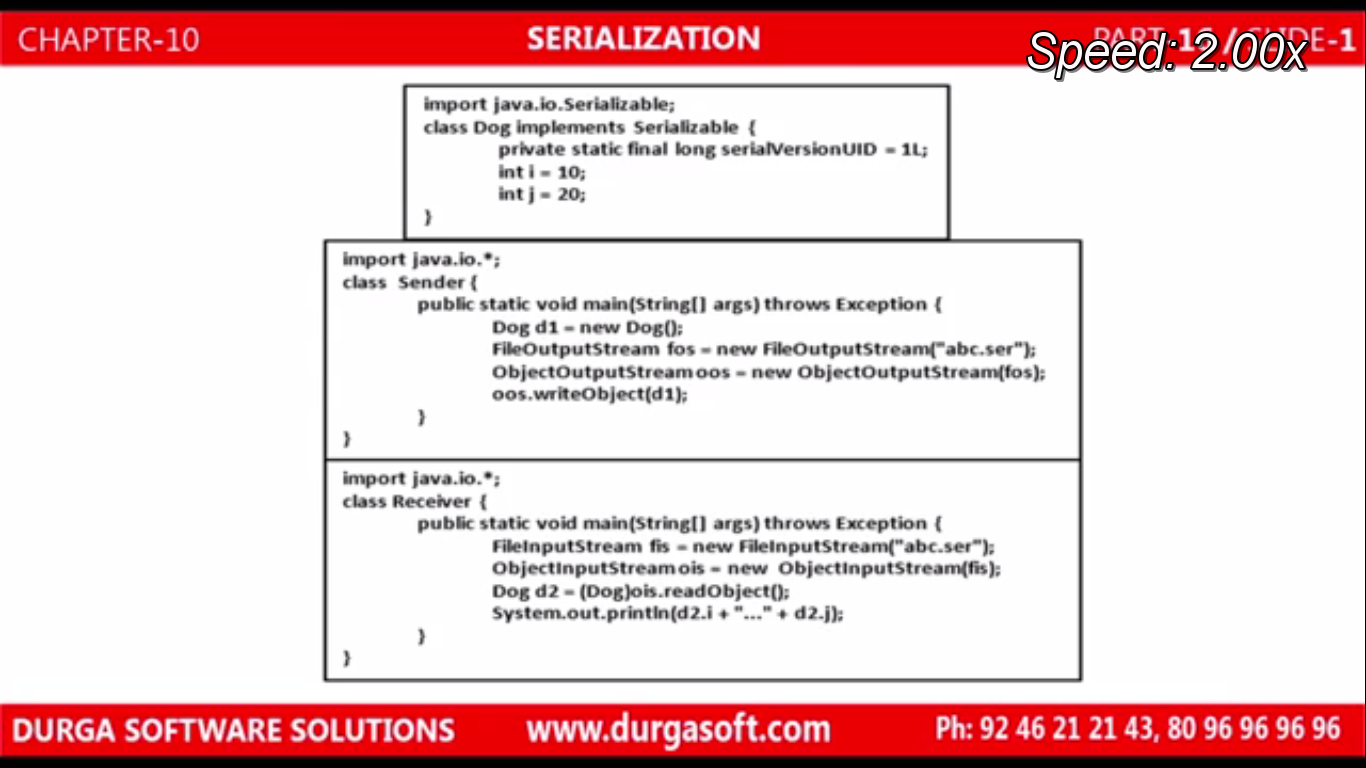 CHAPTER-10
SERIALIZATION
Speed: 2.00x
-1
import java.io.Serializable;
class Dog implements Serializable {
private static final long serialVersionUID = 1L;
int i = 10;
int j = 20;
}
import java.io.*;
class Sender {
public static void main(String[] args) throws Exception {
Dog d1 = new Dog();
FileOutputStream fos = new FileOutputStream("abc.ser");
ObjectOutputStream oos = new ObjectOutputStream(fos);
oos.writeObject(d1);
}
}
import java.io.*;
class Receiver {
public static void main(String[] args) throws Exception {
FileInputStream fis = new FileInputStream("abc.ser");
ObjectInputStream ois = new ObjectInputStream(fis);
Dog d2 = (Dog)ois.readObject();
System.out.println(d2.i + "..." + d2.j);
}
}
DURGA SOFTWARE SOLUTIONS
www.durgasoft.com
Ph: 92 46 21 21 43, 80 96 96 96 96